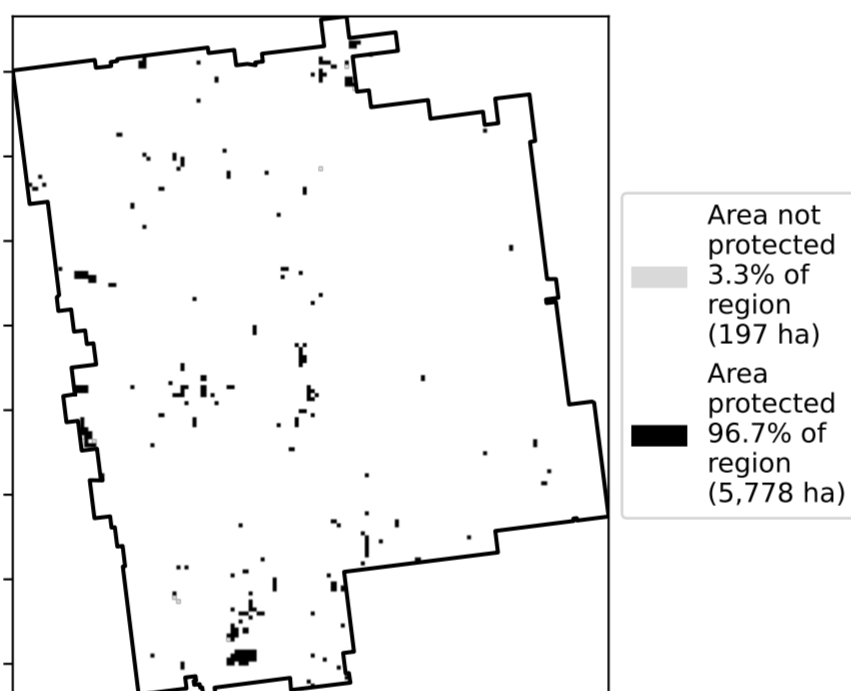 Area not
protected
3.3% of
region
(197 ha)
Area
protected
96.7% of
region
(5,778 ha)